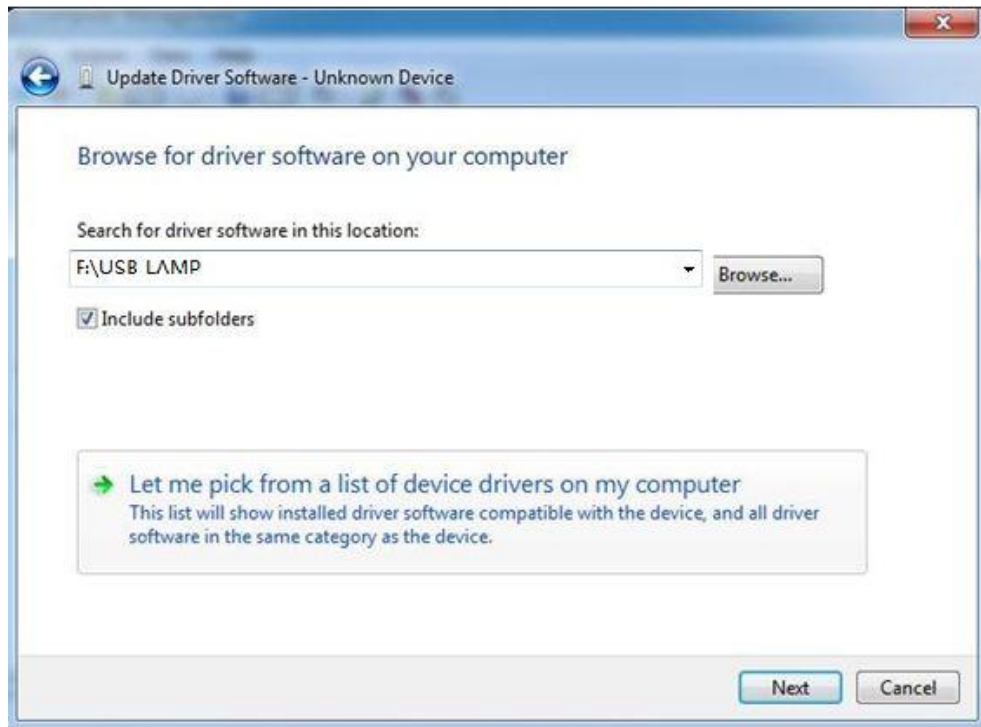 Update Driver Software - Unknown Device
Browse for driver software on your computer
Search for driver software in this location:
F:\USB LAMP
Browse...
Include subfolders
Let me pick from a list of device drivers on my computer
This list will show installed driver software compatible with the device, and all driver
software in the same category as the device.
Next
Cancel